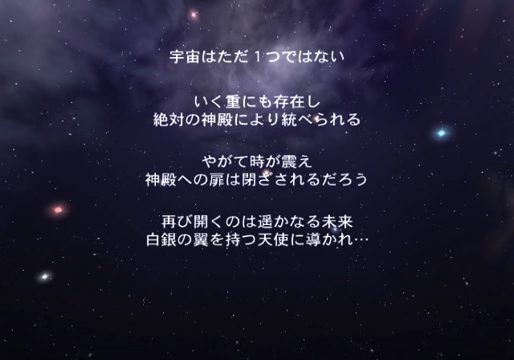 宇宙はただ１つではない
いく重にも存在し
絶対の神殿により統べられる
やがて時が震え
神殿への扉は閉ざされるだろう
再び開くのは遥かなる未来
白銀の翼を持つ天使に導かれ…